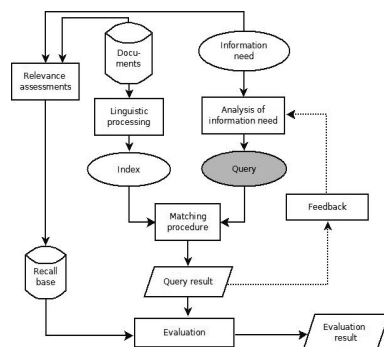 Docu-
ments
Information
need
Relevance
assessments
Linguistic
processing
Analysis of
information need
Index
Query
Matching
procedure
Feedback
Recall
base
Query result
Evaluation
Evaluation
result